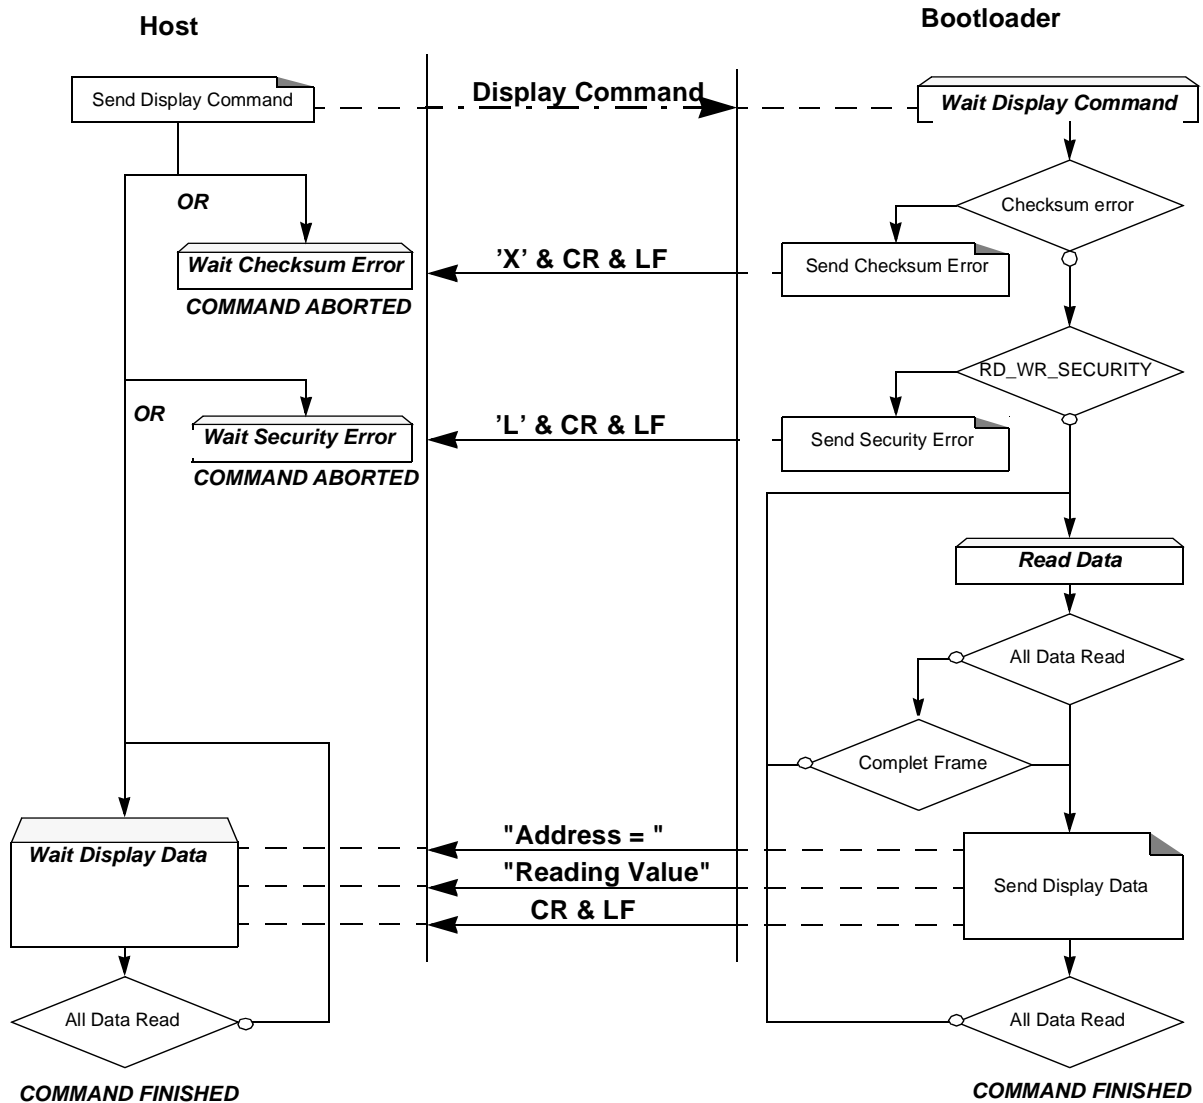 Host
Bootloader
Send Display Command
Display Command
Wait Display Command
OR
Checksum error
Wait Checksum Error
'X' & CR & LF
Send Checksum Error
COMMAND ABORTED
RD_WR_SECURITY
OR
Wait Security Error
'L' & CR & LF
Send Security Error
COMMAND ABORTED
Read Data
All Data Read
Complet Frame
Wait Display Data
"Address = "
"Reading Value"
CR & LF
Send Display Data
All Data Read
All Data Read
COMMAND FINISHED
COMMAND FINISHED